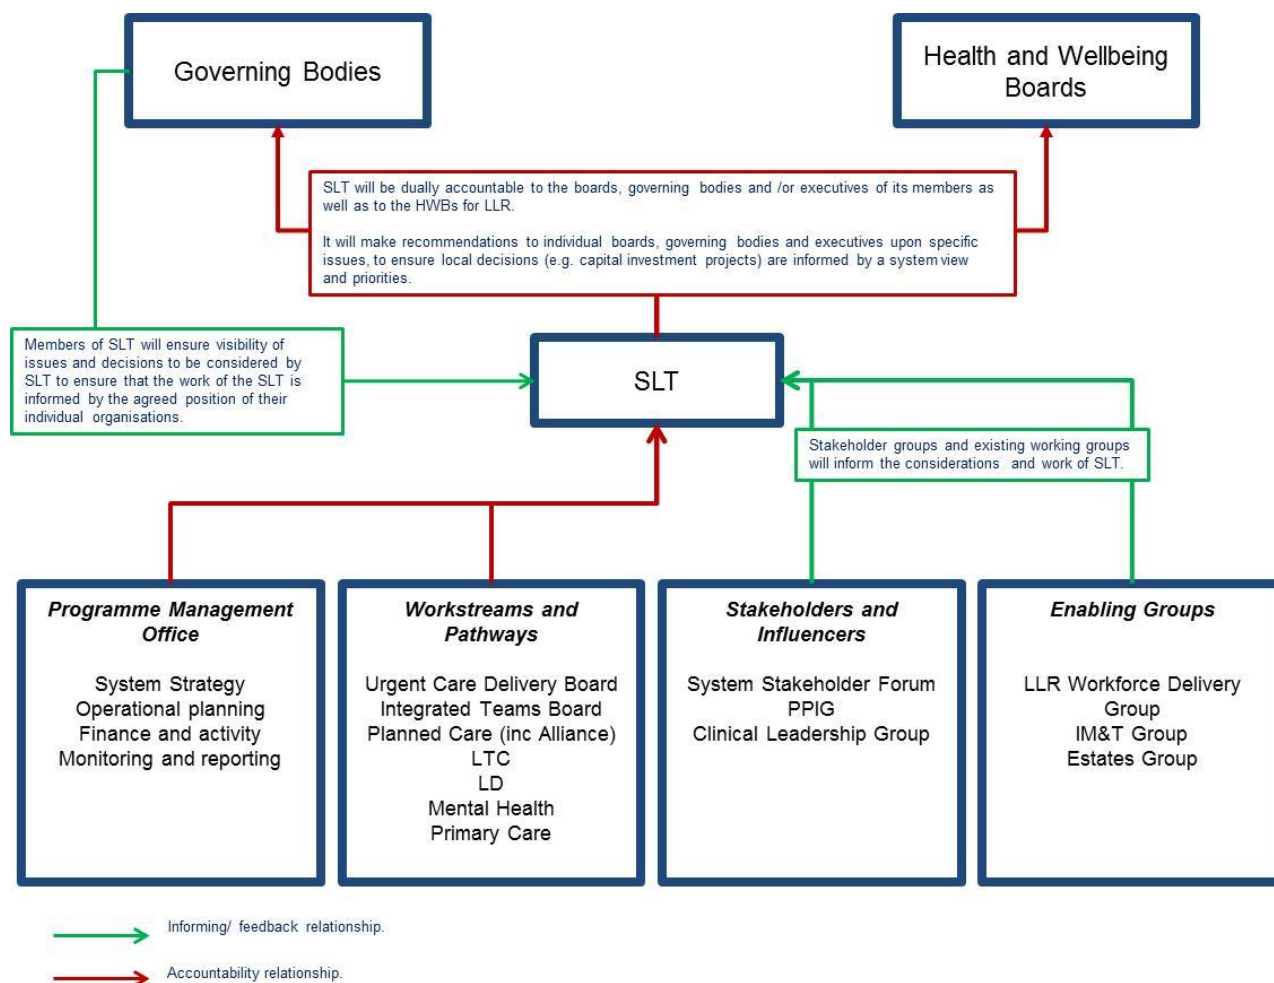 Governing Bodies
Health and Wellbeing
Boards
SLT will be dually accountable to the boards, governing bodies and /or executives of its members as
well as to the HWBs for LLR.
It will make recommendations to individual boards, governing bodies and executives upon specific
issues, to ensure local decisions (e.g. capital investment projects) are informed by a system view
and priorities.
Members of SLT will ensure visibility of
issues and decisions to be considered by
SLT to ensure that the work of the SLT is
informed by the agreed position of their
individual organisations.
SLT
Stakeholder groups and existing working groups
will inform the considerations and work of SLT.
Programme Management
Office
System Strategy
Operational planning
Finance and activity
Monitoring and reporting
Workstreams and
Pathways
Urgent Care Delivery Board
Integrated Teams Board
Planned Care (inc Alliance)
LTC
LD
Mental Health
Primary Care
Stakeholders and
Influencers
System Stakeholder Forum
PPIG
Clinical Leadership Group
Enabling Groups
LLR Workforce Delivery
Group
IM&T Group
Estates Group
Informing/ feedback relationship.
Accountability relationship.